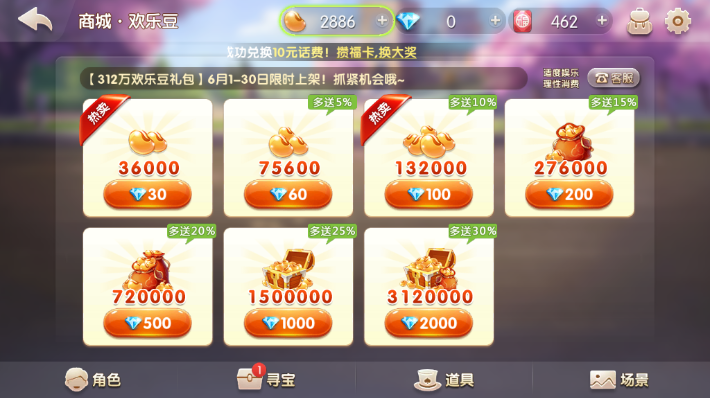 商城·欢乐豆
2886
0
462
成功兑换10元话费!攒福卡,换大奖
【312万欢乐豆礼包】6月1-30日限时上架!抓紧机会哦~
适度娱乐
理性消费
客服
热卖
36000
30
多送5%
75600
60
热卖
多送10%
132000
100
多送15%
276000
200
多送20%
720000
500
多送25%
1500000
1000
多送30%
3120000
2000
角色
1
寻宝
道具
场景